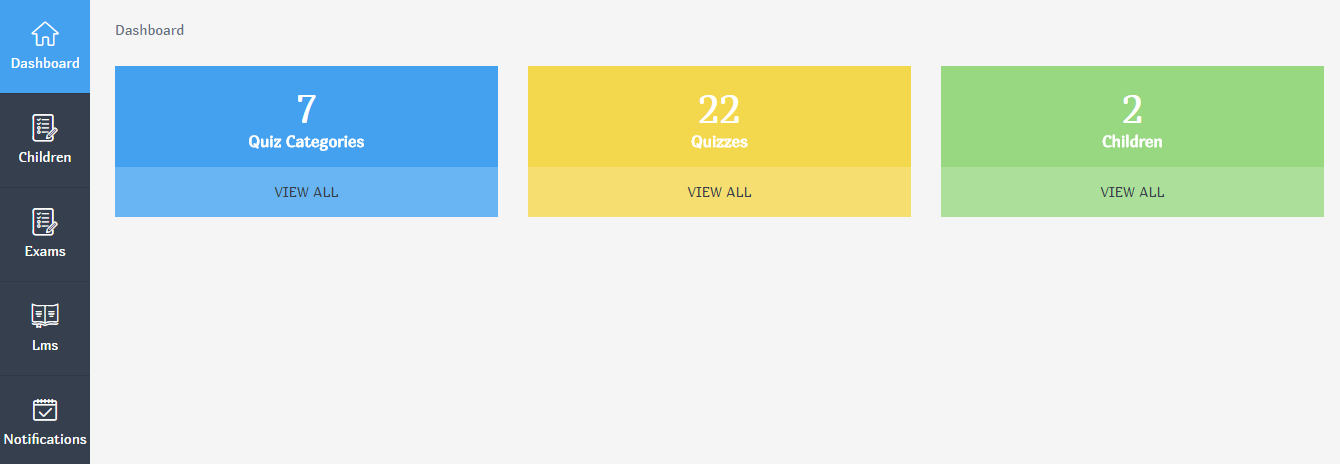 Dashboard
Children
Exams
Lms
Notifications
Dashboard
7
Quiz Categories
VIEW ALL
22
Quizzes
VIEW ALL
2
Children
VIEW ALL